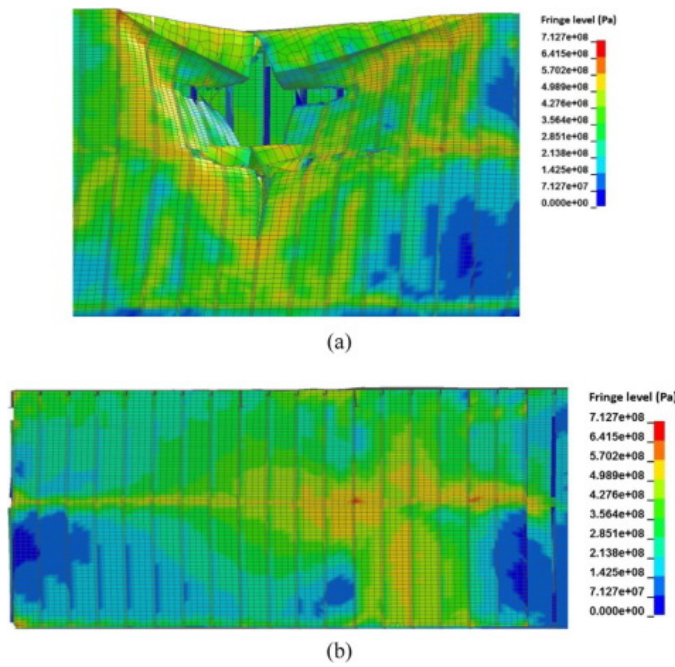 Fringe level (Pa)
7.127e+08
6.415e+08
5.702e+08
4.989e+08
4.276e+08
3.564e+08
2.851e+08
2.138e+08
1.425e+08
7.127e+07
0.000e+00
(a)
Fringe level (Pa)
7.127e+08
6.415e+08
5.702e+08
4.989e+08
4.276e+08
3.564e+08
2.851e+08
2.138e+08
1.425e+08
7.127e+07
0.000e+00
(b)